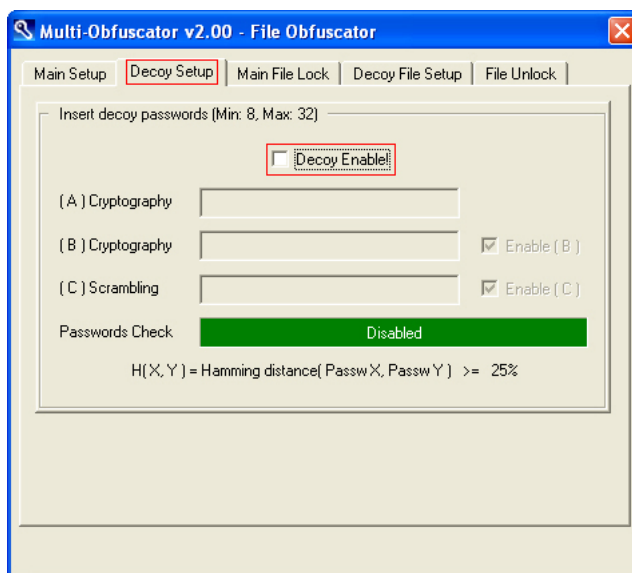 Multi-Obfuscator v2.00 - File Obfuscator
Main Setup Decoy Setup Main File Lock Decoy File Setup File Unlock
Insert decoy passwords (Min: 8, Max: 32)
Decoy Enable!
( A ) Cryptography
( B ) Cryptography Enable ( B )
( C ) Scrambling Enable ( C )
Passwords Check Disabled
H( X, Y ) = Hamming distance( Passw X, Passw Y ) >= 25%